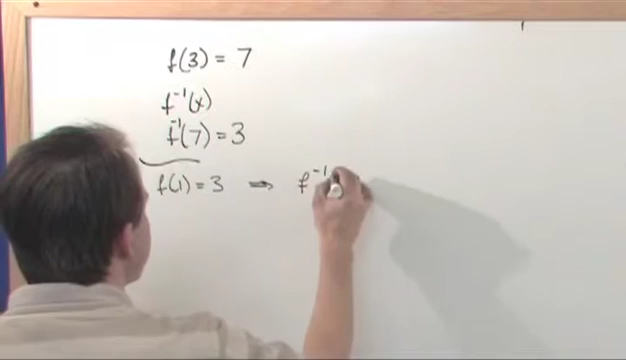 f(3) = 7
f⁻¹(x)
f⁻¹(7) = 3
f(1) = 3 ⇒ f⁻¹